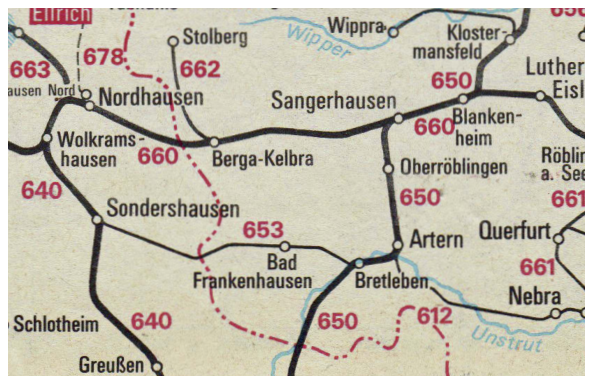 Ellrich
Wippra
Kloster-
mansfeld
Stolberg
Wipper
663
678
662
650
Luther
Eisl
ausen Nord
Nordhausen
Sangerhausen
660
Blanken-
heim
Wolkrams-
hausen
660
Berga-Kelbra
Oberröblingen
Röblin
a. See
640
650
661
Sondershausen
653
Artern
Querfurt
Bad
Frankenhausen
Bretleben
661
Nebra
Schlotheim
640
650
612
Unstrut
Greußen